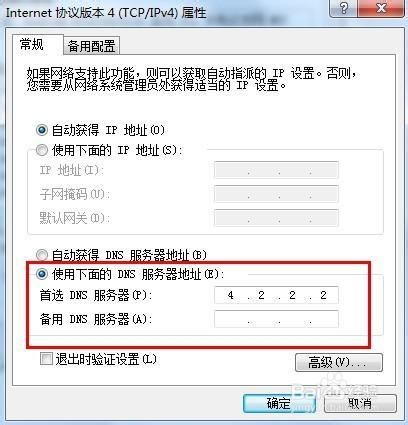 Internet 协议版本 4 (TCP/IPv4) 属性
常规
备用配置
如果网络支持此功能，则可以获取自动指派的 IP 设置。否则，
您需要从网络系统管理员处获得适当的 IP 设置。
自动获得 IP 地址(O)
使用下面的 IP 地址(S):
IP 地址(I):
子网掩码(U):
默认网关(D):
自动获得 DNS 服务器地址(B)
使用下面的 DNS 服务器地址(E):
首选 DNS 服务器(P): 4 . 2 . 2 . 2
备用 DNS 服务器(A):
退出时验证设置(L)
高级(V)...
确定
取消